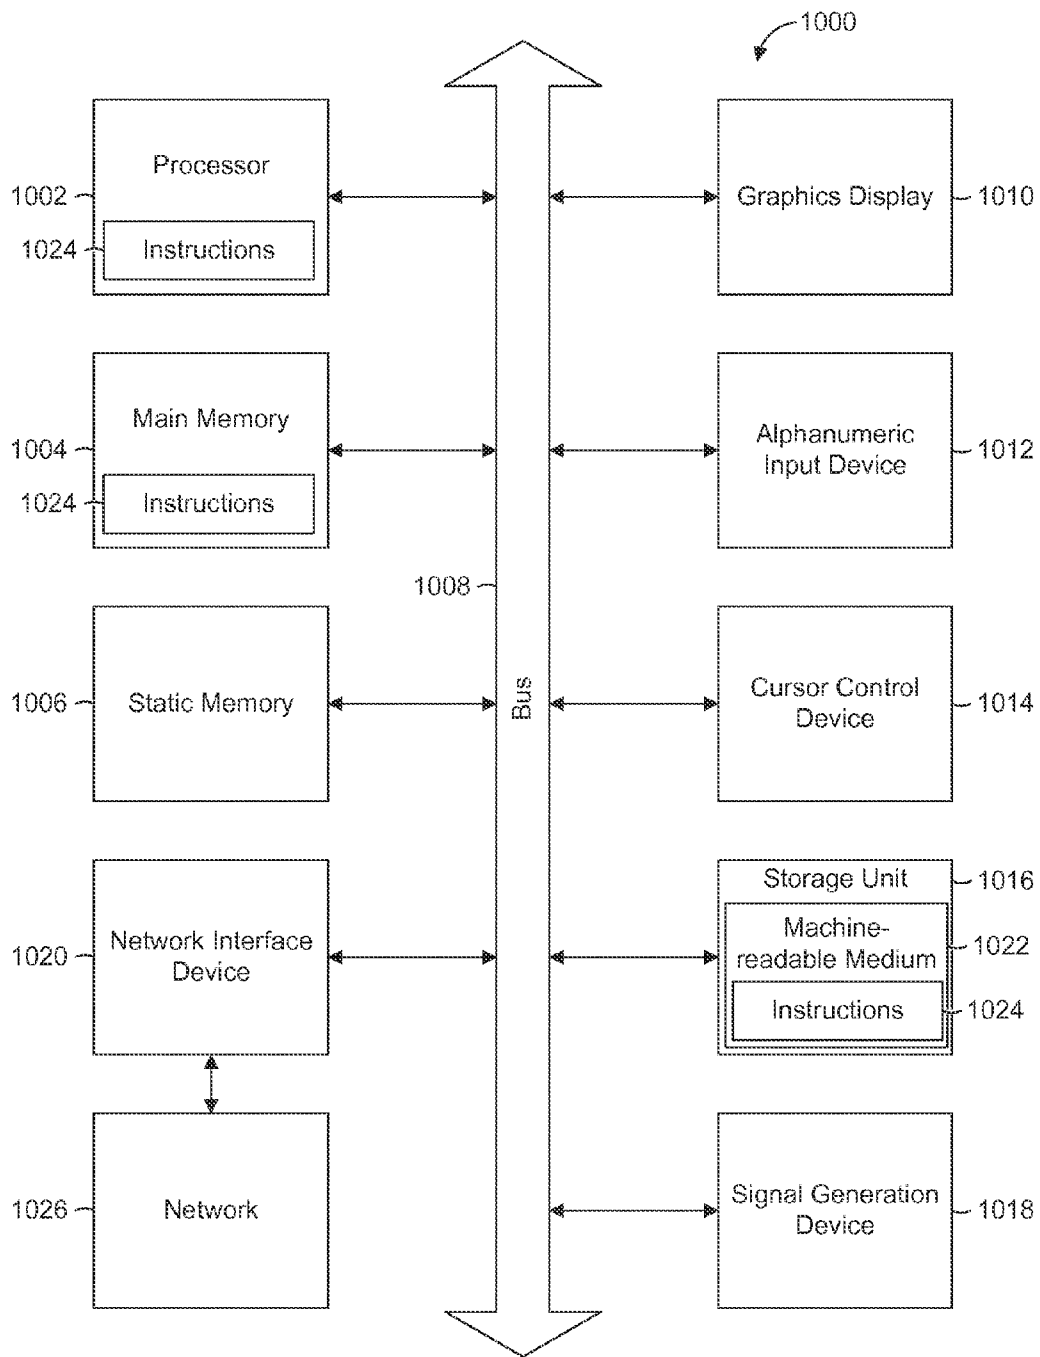 1000
Processor
1002
1024
Instructions
Graphics Display
1010
Main Memory
1004
1024
Instructions
Alphanumeric
Input Device
1012
1008
Bus
Static Memory
1006
Cursor Control
Device
1014
Network Interface
Device
1020
Storage Unit
1016
Machine-
readable Medium
1022
Instructions
1024
Network
1026
Signal Generation
Device
1018